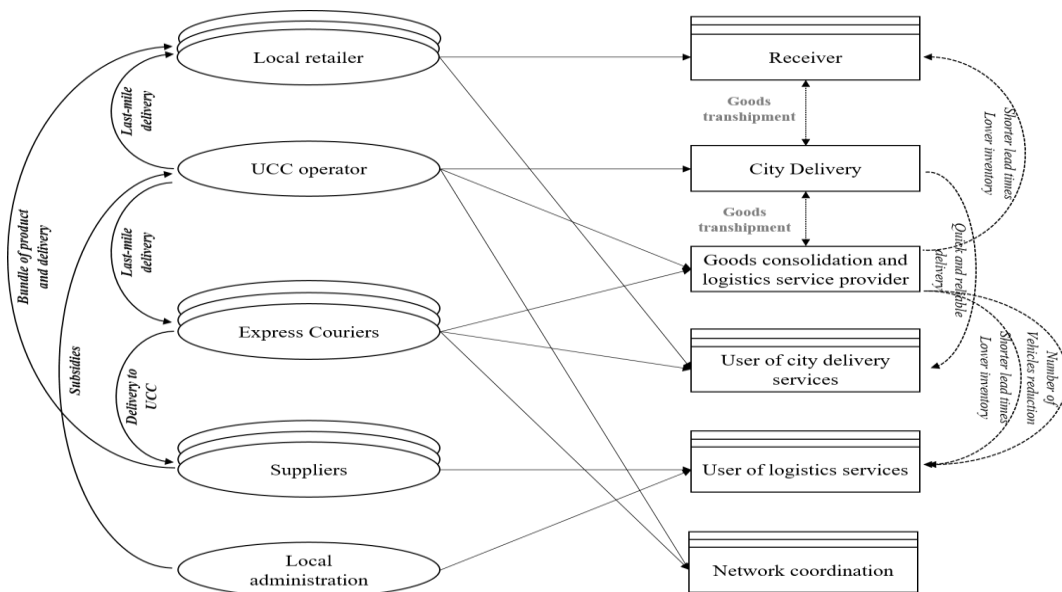 Local retailer
UCC operator
Express Couriers
Suppliers
Local
administration
Last-mile
delivery
Last-mile
delivery
Delivery to
UCC
Bundle of product
and delivery
Subsidies
Receiver
Goods
transhipment
City Delivery
Goods
transhipment
Goods consolidation and
logistics service provider
User of city delivery
services
User of logistics services
Network coordination
Shorter lead times
Lower inventory
Quick and reliable
delivery
Shorter lead times
Lower inventory
Number of
Vehicles reduction